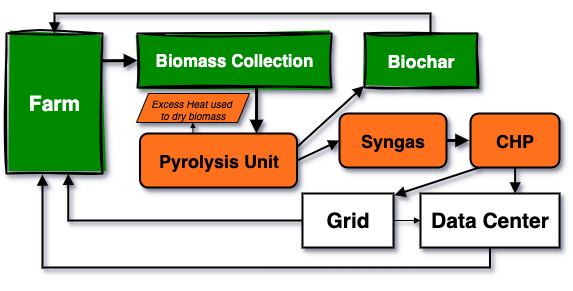 Farm
Biomass Collection
Biochar
Excess Heat used
to dry biomass
Pyrolysis Unit
Syngas
CHP
Grid
Data Center